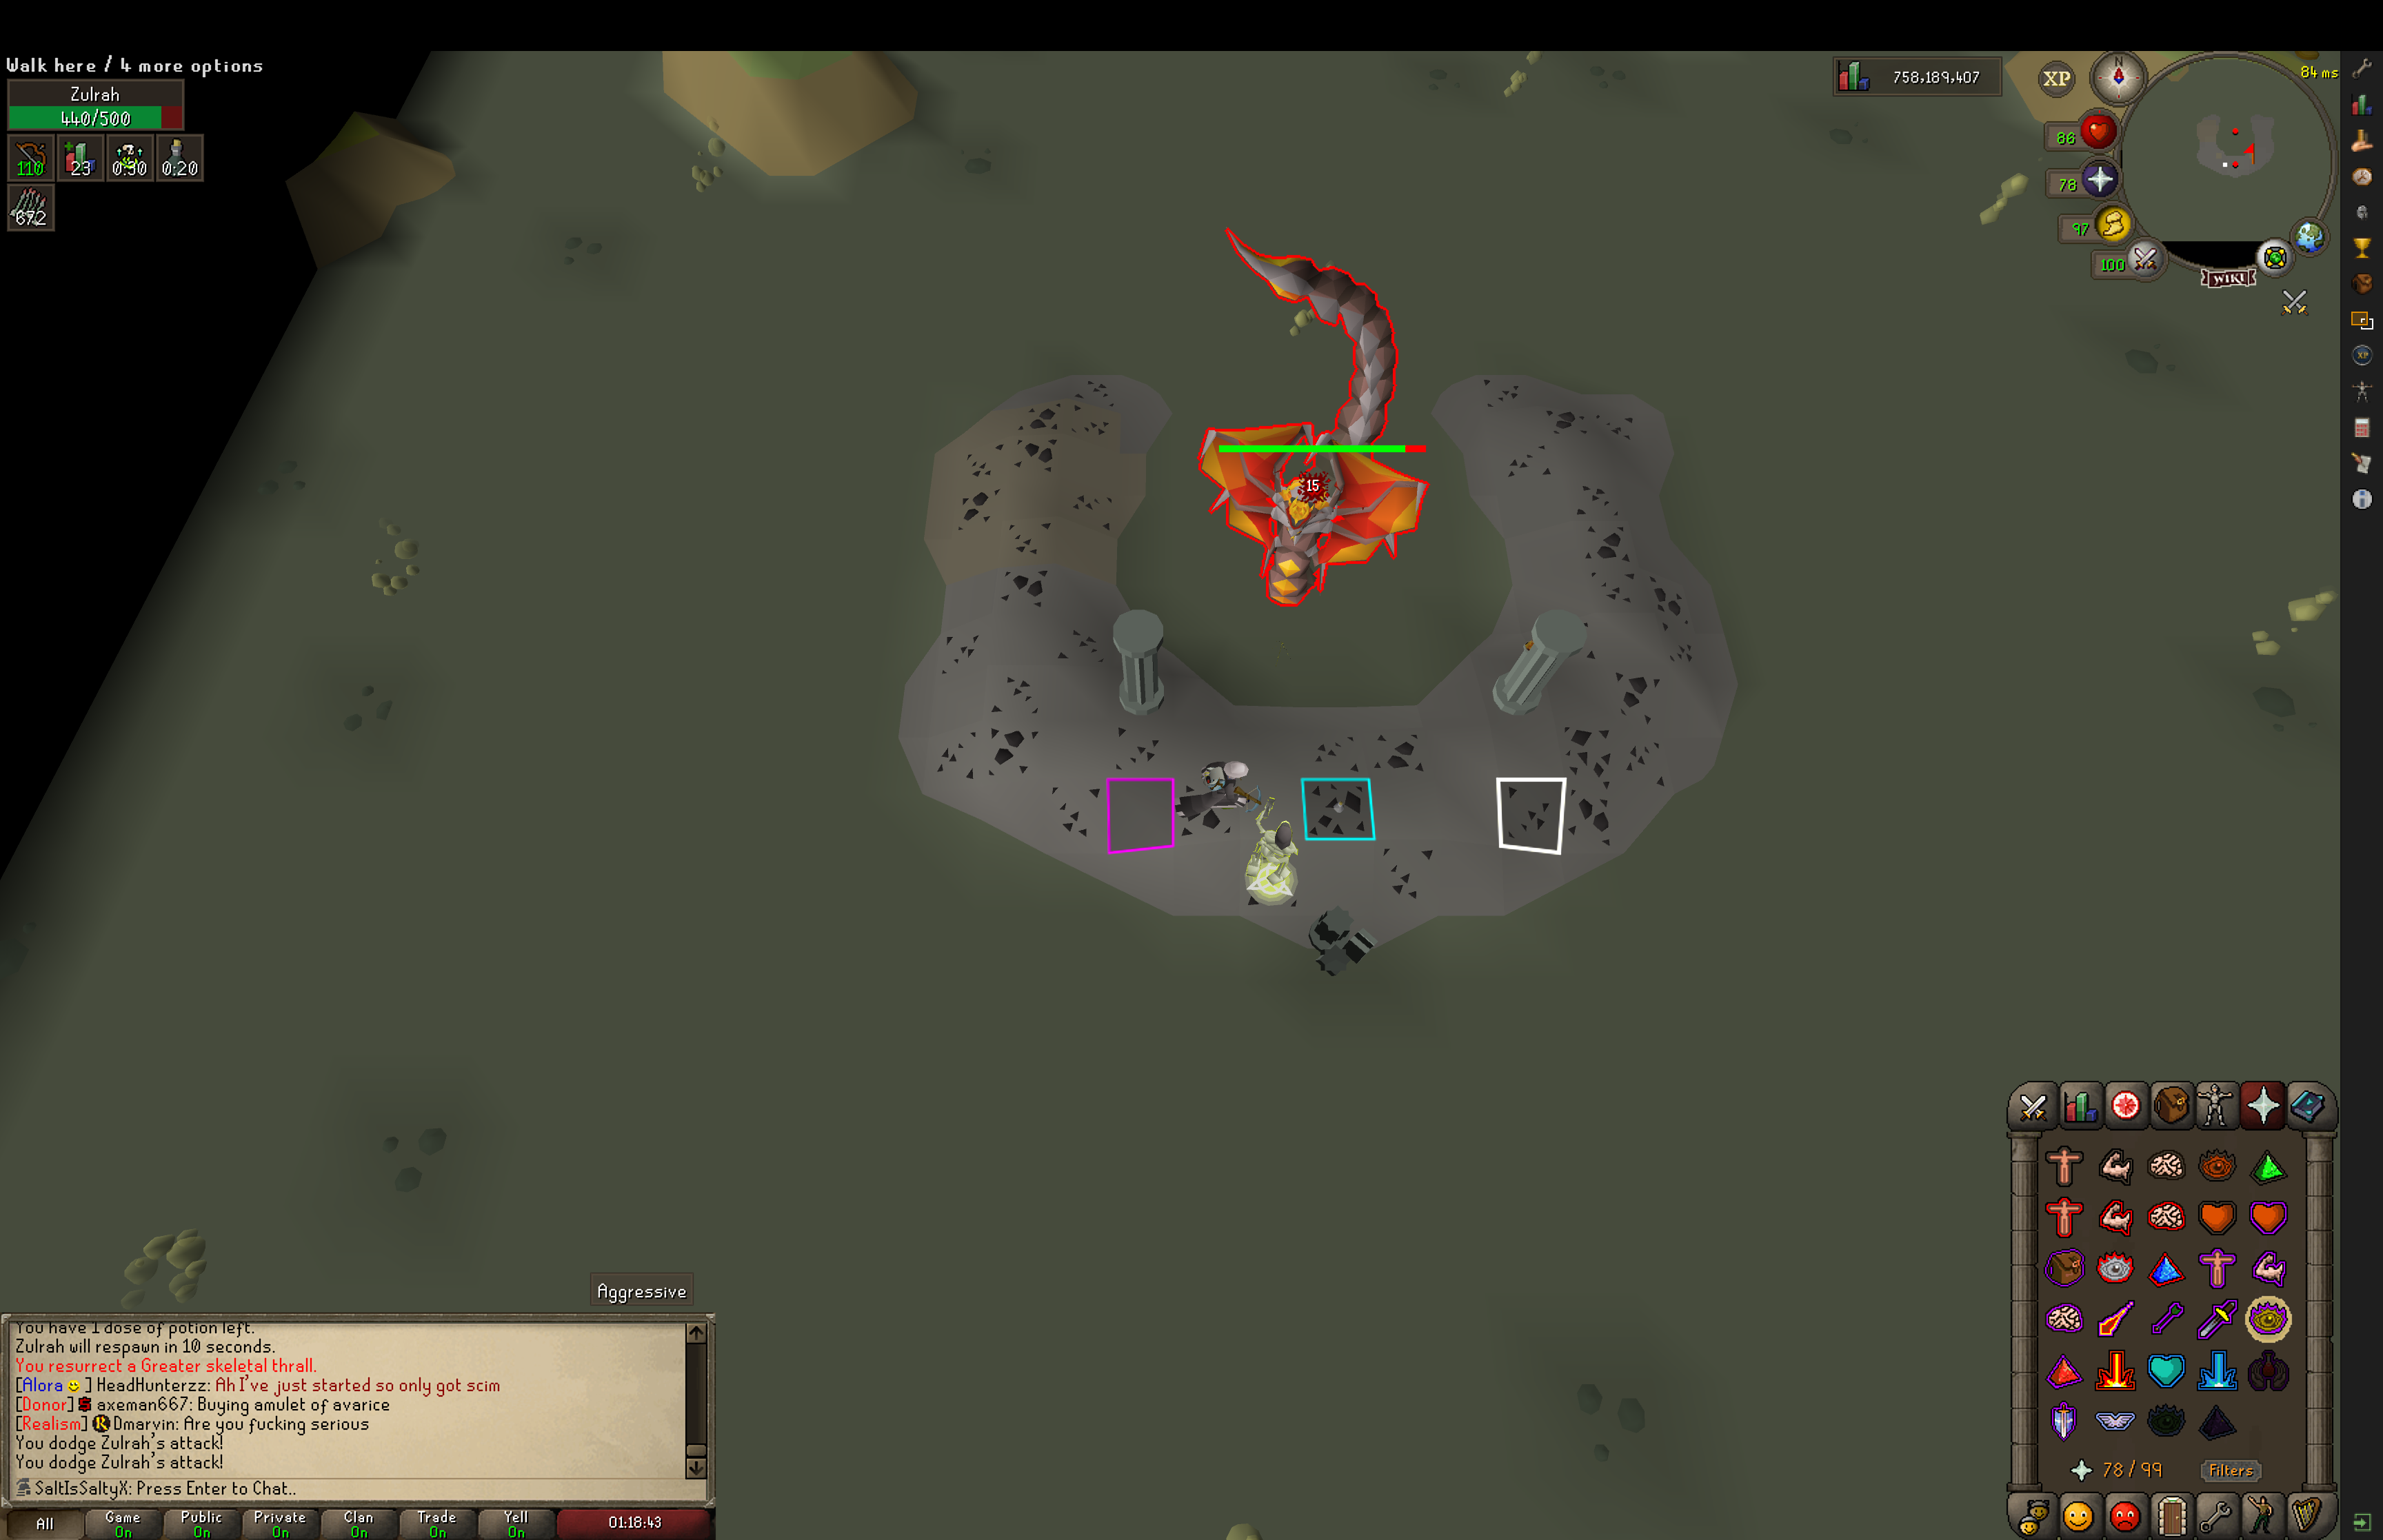 Walk here / 4 more options
Zulrah
440/500
110
23
0:30
0:20
672
758,189,407
XP
N
84 ms
86
78
97
100
WIKI
XP
15
Aggressive
You have 1 dose of potion left.
Zulrah will respawn in 10 seconds.
You resurrect a Greater skeletal thrall.
[Alora ] HeadHunterzz: Ah I've just started so only got scim
[Donor] $ axeman667: Buying amulet of avarice
[Realism] R Dmarvin: Are you fucking serious
You dodge Zulrah's attack!
You dodge Zulrah's attack!
SaltIsSaltyX: Press Enter to Chat..
All
Game
On
Public
On
Private
On
Clan
On
Trade
On
Yell
On
01:18:43
78 / 99
Filters